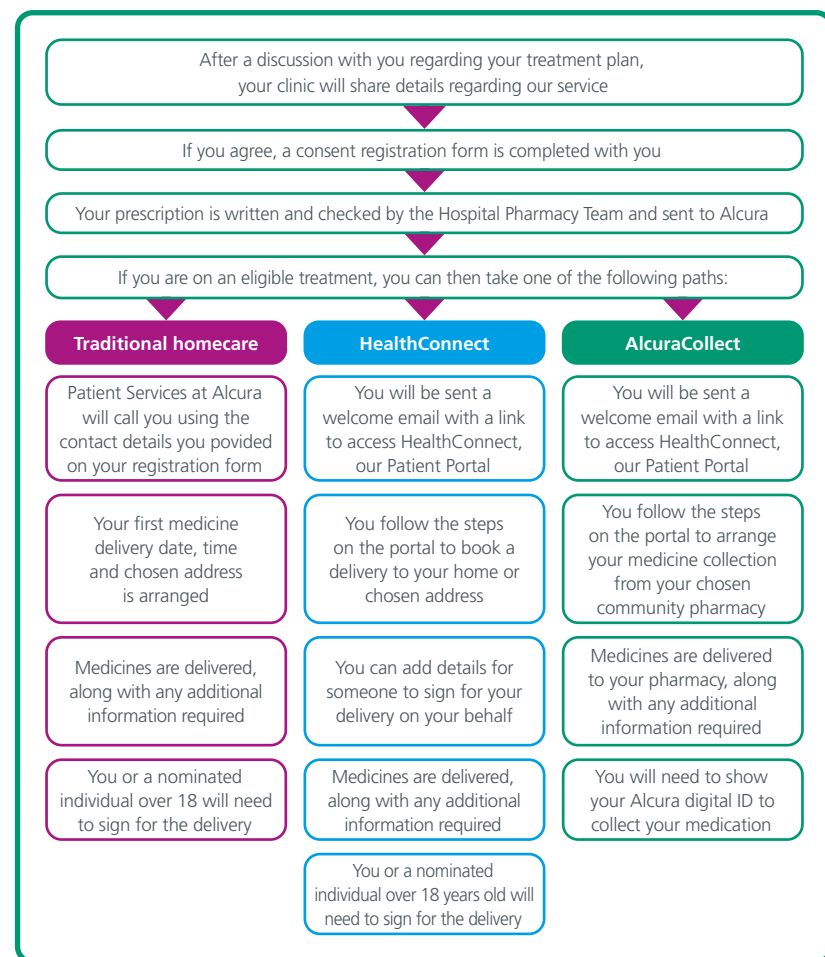 After a discussion with you regarding your treatment plan,
your clinic will share details regarding our service
If you agree, a consent registration form is completed with you
Your prescription is written and checked by the Hospital Pharmacy Team and sent to Alcura
If you are on an eligible treatment, you can then take one of the following paths:
Traditional homecare
Patient Services at Alcura
will call you using the
contact details you povided
on your registration form
Your first medicine
delivery date, time
and chosen address
is arranged
Medicines are delivered,
along with any additional
information required
You or a nominated
individual over 18 will need
to sign for the delivery
HealthConnect
You will be sent a
welcome email with a link
to access HealthConnect,
our Patient Portal
You follow the steps
on the portal to book a
delivery to your home or
chosen address
You can add details for
someone to sign for your
delivery on your behalf
Medicines are delivered,
along with any additional
information required
You or a nominated
individual over 18 years old will
need to sign for the delivery
AlcuraCollect
You will be sent a
welcome email with a link
to access HealthConnect,
our Patient Portal
You follow the steps
on the portal to arrange
your medicine collection
from your chosen
community pharmacy
Medicines are delivered
to your pharmacy, along
with any additional
information required
You will need to show
your Alcura digital ID to
collect your medication